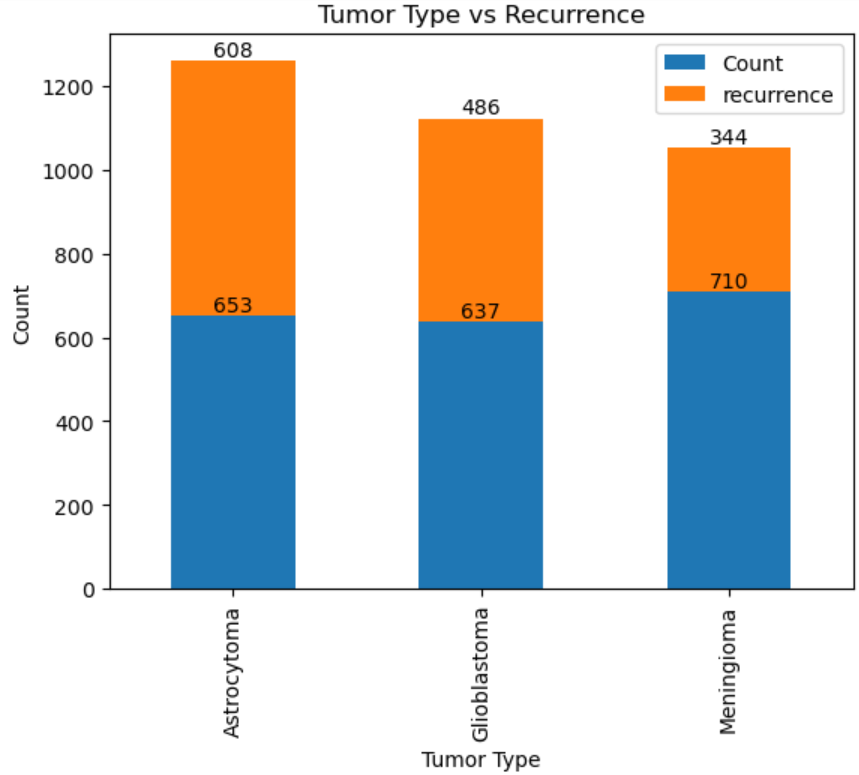 Tumor Type vs Recurrence
Count
recurrence
608
486
344
653
637
710
1200
1000
800
600
400
200
0
Count
Astrocytoma
Glioblastoma
Meningioma
Tumor Type